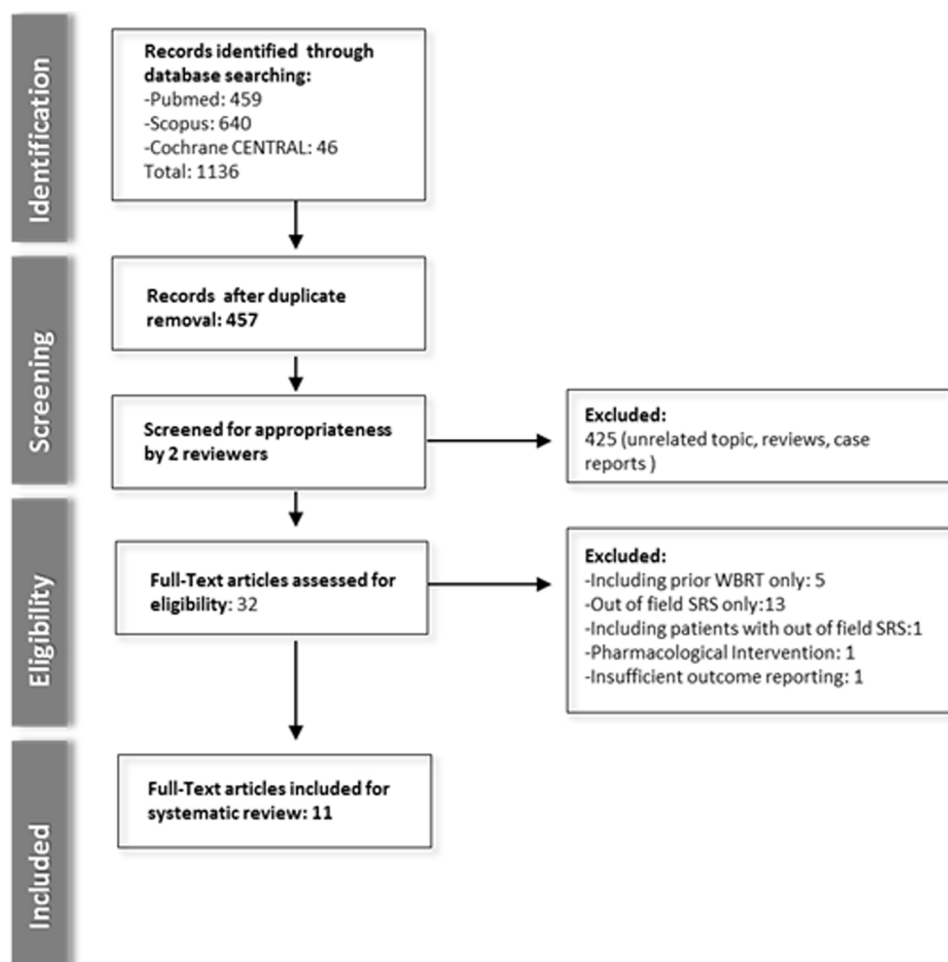 Identification
Records identified through
database searching:
-Pubmed: 459
-Scopus: 640
-Cochrane CENTRAL: 46
Total: 1136
Screening
Records after duplicate
removal: 457
Screened for appropriateness
by 2 reviewers
Excluded:
425 (unrelated topic, reviews, case
reports )
Eligibility
Full-Text articles assessed for
eligibility: 32
Excluded:
-Including prior WBRT only: 5
-Out of field SRS only:13
-Including patients with out of field SRS:1
-Pharmacological Intervention: 1
-Insufficient outcome reporting: 1
Included
Full-Text articles included for
systematic review: 11